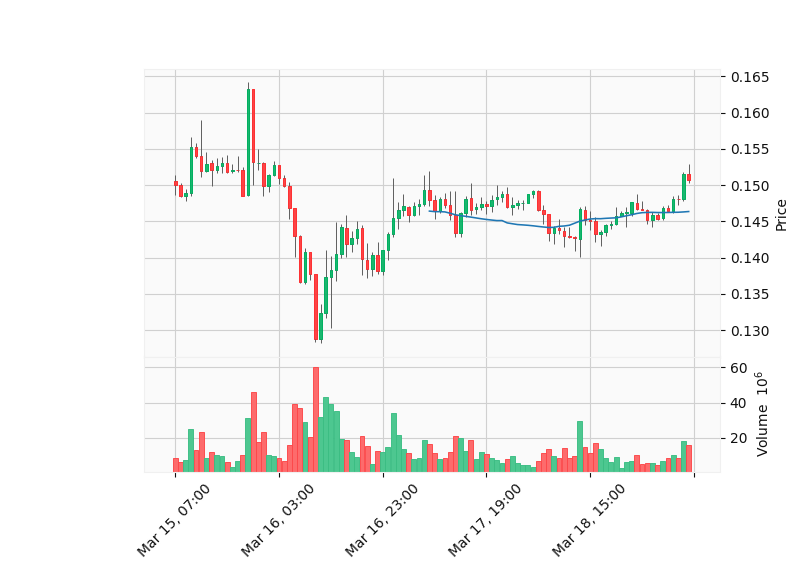 0.165
0.160
0.155
0.150
0.145
0.140
0.135
0.130
Price
60
40
20
Volume 10^6
Mar 15, 07:00
Mar 16, 03:00
Mar 16, 23:00
Mar 17, 19:00
Mar 18, 15:00